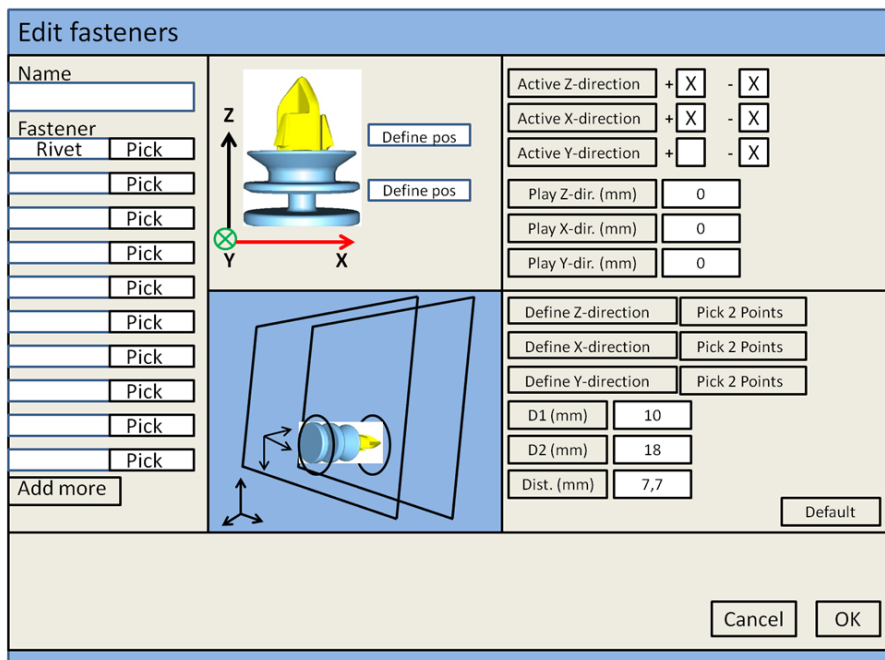 Edit fasteners
Name
Fastener
Rivet Pick
Pick
Pick
Pick
Pick
Pick
Pick
Pick
Pick
Pick
Add more
Z
Y X
Define pos
Define pos
Active Z-direction + X - X
Active X-direction + X - X
Active Y-direction + - X
Play Z-dir. (mm) 0
Play X-dir. (mm) 0
Play Y-dir. (mm) 0
Define Z-direction Pick 2 Points
Define X-direction Pick 2 Points
Define Y-direction Pick 2 Points
D1 (mm) 10
D2 (mm) 18
Dist. (mm) 7,7
Default
Cancel OK